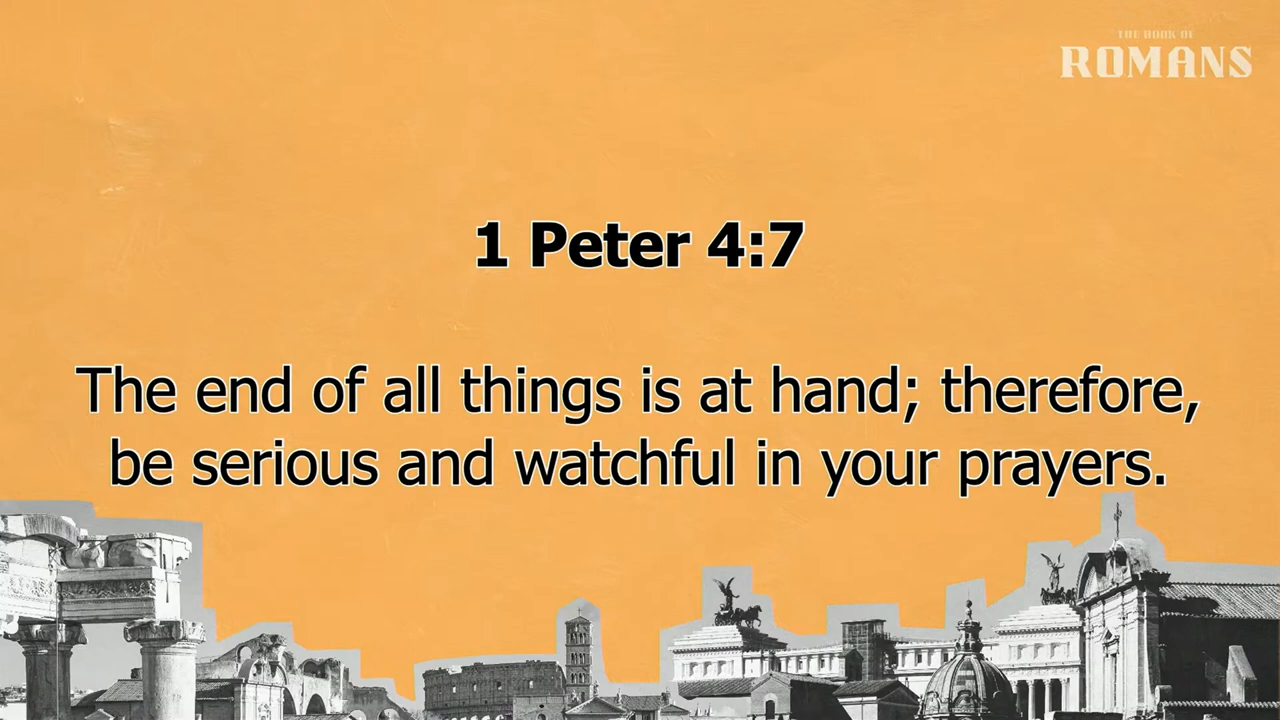 THE BOOK OF
ROMANS
1 Peter 4:7
The end of all things is at hand; therefore,
be serious and watchful in your prayers.